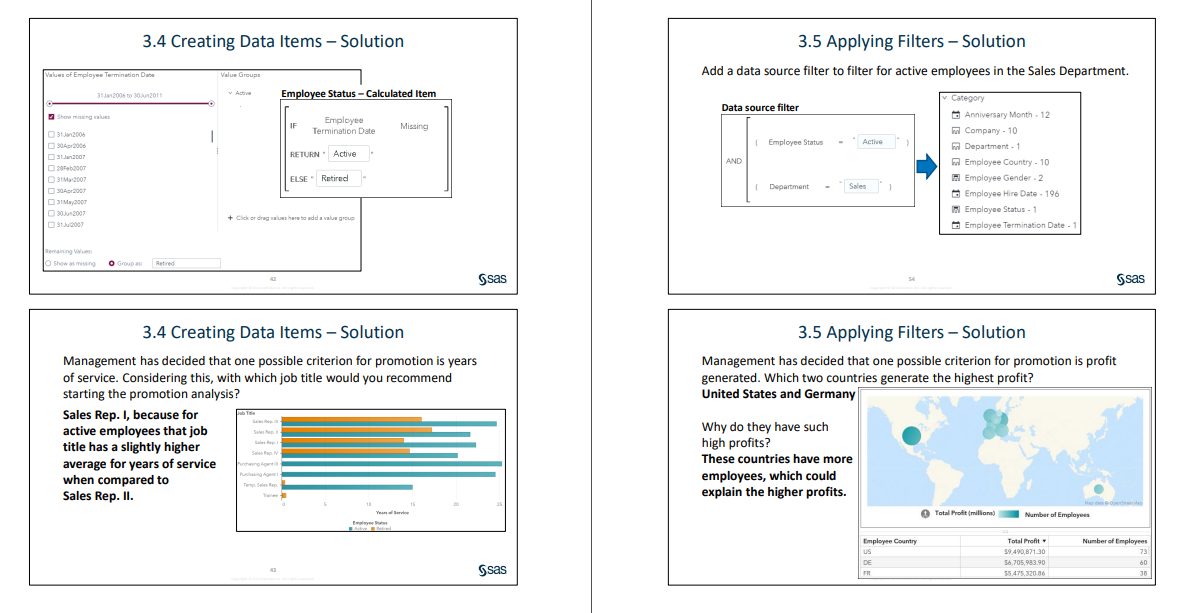 3.4 Creating Data Items – Solution
Values of Employee Termination Date
Value Groups
31Jan2006 to 30Jun2011
Active
Show missing values
31Jan2006
30Apr2006
31Jan2007
28Feb2007
31Mar2007
30Apr2007
31May2007
30Jun2007
31Jul2007
Click or drag values here to add a value group
Remaining Values:
Show as missing
Group as:
Retired
Employee Status – Calculated Item
IF
Employee
Termination Date
Missing
RETURN " Active "
ELSE " Retired "
42
sas
3.5 Applying Filters – Solution
Add a data source filter to filter for active employees in the Sales Department.
Data source filter
AND
( Employee Status = " Active " )
( Department = " Sales " )
Category
Anniversary Month - 12
Company - 10
Department - 1
Employee Country - 10
Employee Gender - 2
Employee Hire Date - 196
Employee Status - 1
Employee Termination Date - 1
54
sas
3.4 Creating Data Items – Solution
Management has decided that one possible criterion for promotion is years
of service. Considering this, with which job title would you recommend
starting the promotion analysis?
Sales Rep. I, because for
active employees that job
title has a slightly higher
average for years of service
when compared to
Sales Rep. II.
Job Title
Sales Rep. III
Sales Rep. II
Sales Rep. I
Sales Rep. IV
Purchasing Agent III
Purchasing Agent I
Temp. Sales Rep.
Trainee
0 5 10 15 20 25
Years of Service
Employee Status
Active Retired
sas
3.5 Applying Filters – Solution
Management has decided that one possible criterion for promotion is profit
generated. Which two countries generate the highest profit?
United States and Germany
Why do they have such
high profits?
These countries have more
employees, which could
explain the higher profits.
Total Profit (millions)
Number of Employees
Employee Country Total Profit Number of Employees
US $9,490,871.30 73
DE $6,705,983.90 60
FR $5,475,320.86 38